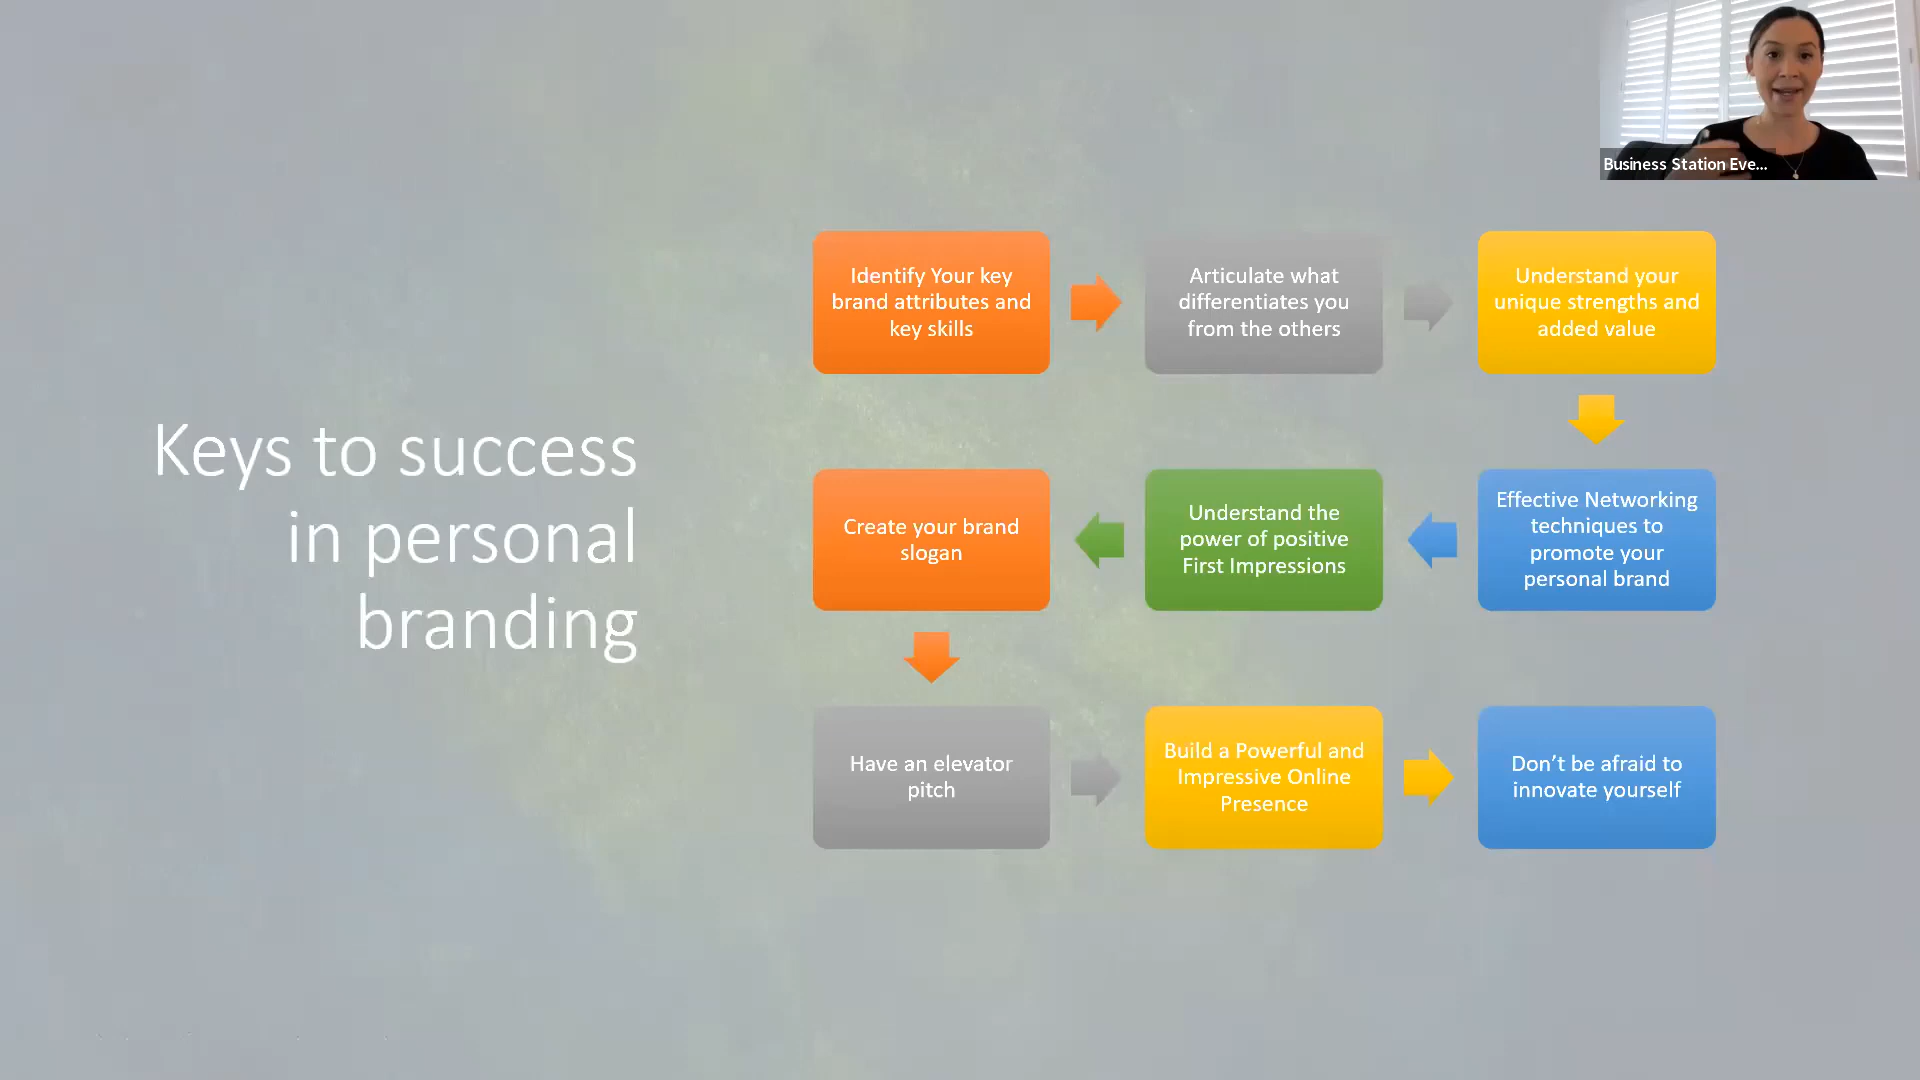 Business Station Eve...
Keys to success
in personal
branding
Identify Your key
brand attributes and
key skills
Articulate what
differentiates you
from the others
Understand your
unique strengths and
added value
Effective Networking
techniques to
promote your
personal brand
Understand the
power of positive
First Impressions
Create your brand
slogan
Have an elevator
pitch
Build a Powerful and
Impressive Online
Presence
Don’t be afraid to
innovate yourself